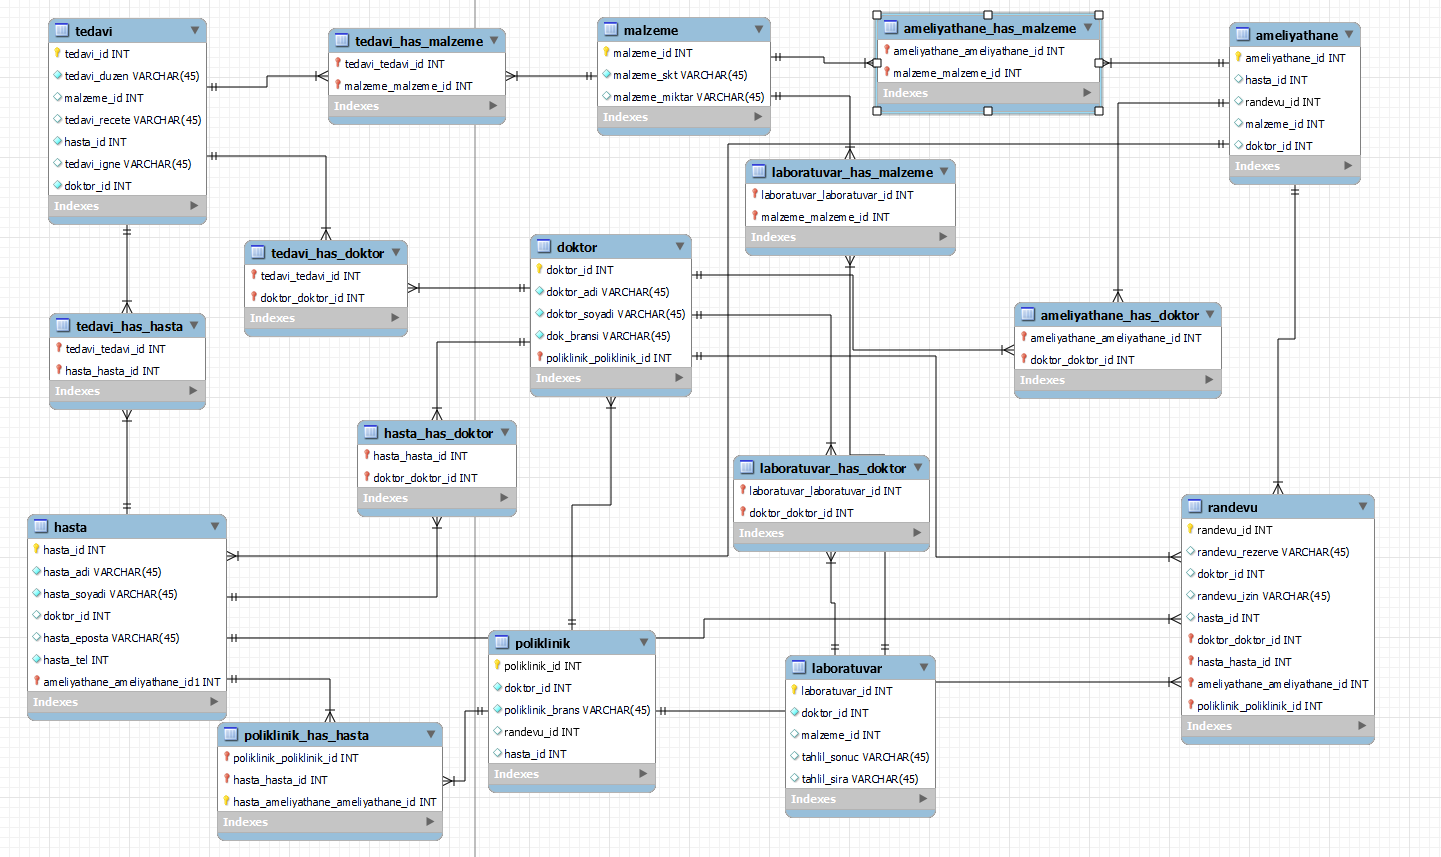 tedavi
tedavi_id INT
tedavi_duzen VARCHAR(45)
malzeme_id INT
tedavi_recete VARCHAR(45)
hasta_id INT
tedavi_igne VARCHAR(45)
doktor_id INT
Indexes
tedavi_has_malzeme
tedavi_tedavi_id INT
malzeme_malzeme_id INT
Indexes
malzeme
malzeme_id INT
malzeme_skt VARCHAR(45)
malzeme_miktar VARCHAR(45)
Indexes
ameliyathane_has_malzeme
ameliyathane_ameliyathane_id INT
malzeme_malzeme_id INT
Indexes
ameliyathane
ameliyathane_id INT
hasta_id INT
randevu_id INT
malzeme_id INT
doktor_id INT
Indexes
laboratuvar_has_malzeme
laboratuvar_laboratuvar_id INT
malzeme_malzeme_id INT
Indexes
tedavi_has_doktor
tedavi_tedavi_id INT
doktor_doktor_id INT
Indexes
doktor
doktor_id INT
doktor_adi VARCHAR(45)
doktor_soyadi VARCHAR(45)
dok_bransi VARCHAR(45)
poliklinik_poliklinik_id INT
Indexes
ameliyathane_has_doktor
ameliyathane_ameliyathane_id INT
doktor_doktor_id INT
Indexes
tedavi_has_hasta
tedavi_tedavi_id INT
hasta_hasta_id INT
Indexes
hasta_has_doktor
hasta_hasta_id INT
doktor_doktor_id INT
Indexes
laboratuvar_has_doktor
laboratuvar_laboratuvar_id INT
doktor_doktor_id INT
Indexes
randevu
randevu_id INT
randevu_rezerve VARCHAR(45)
doktor_id INT
randevu_izin VARCHAR(45)
hasta_id INT
doktor_doktor_id INT
hasta_hasta_id INT
ameliyathane_ameliyathane_id INT
poliklinik_poliklinik_id INT
Indexes
hasta
hasta_id INT
hasta_adi VARCHAR(45)
hasta_soyadi VARCHAR(45)
doktor_id INT
hasta_eposta VARCHAR(45)
hasta_tel INT
ameliyathane_ameliyathane_id1 INT
Indexes
poliklinik
poliklinik_id INT
doktor_id INT
poliklinik_brans VARCHAR(45)
randevu_id INT
hasta_id INT
Indexes
laboratuvar
laboratuvar_id INT
doktor_id INT
malzeme_id INT
tahlil_sonuc VARCHAR(45)
tahlil_sira VARCHAR(45)
Indexes
poliklinik_has_hasta
poliklinik_poliklinik_id INT
hasta_hasta_id INT
hasta_ameliyathane_ameliyathane_id INT
Indexes